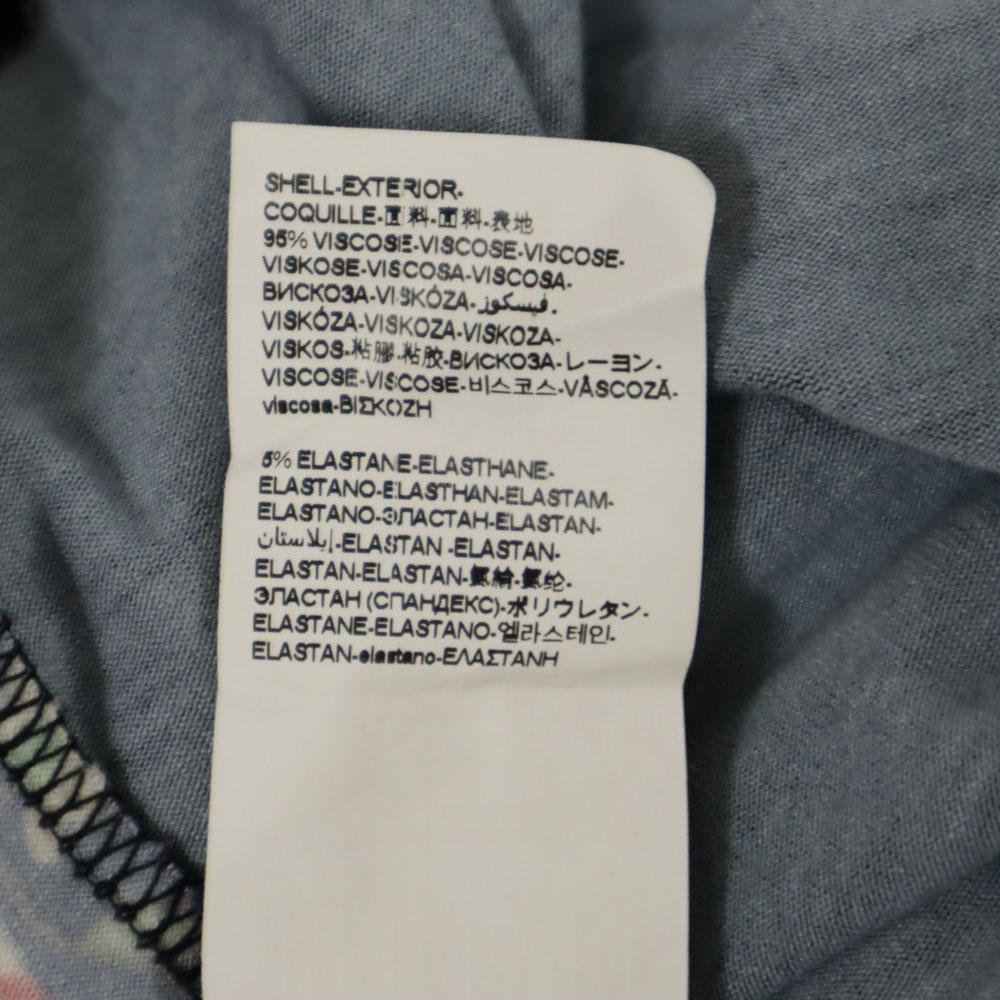 SHELL-EXTERIOR-
COQUILLE-面料-面料-表地
95% VISCOSE-VISCOSE-VISCOSE-
VISKOSE-VISCOSA-VISCOSA-
ВИСКОЗА-VISKÓZA-فيسكوز.
VISKÓZA-VISKOZA-VISKOZA-
VISKOS-粘膠-粘胶-ВИСКОЗА-レーヨン-
VISCOSE-VISCOSE-비스코스-VÂSCOZĂ-
viscosa-ΒΙΣΚΟΖΗ
5% ELASTANE-ELASTHANE-
ELASTANO-ELASTHAN-ELASTAM-
ELASTANO-ЭЛАСТАН-ELASTAN-
إيلاستان-ELASTAN -ELASTAN-
ELASTAN-ELASTAN-氨綸-氨纶-
ЭЛАСТАН (СПАНДЕКС)-ポリウレタン-
ELASTANE-ELASTANO-엘라스테인-
ELASTAN-elastano-ΕΛΑΣΤΑΝΗ